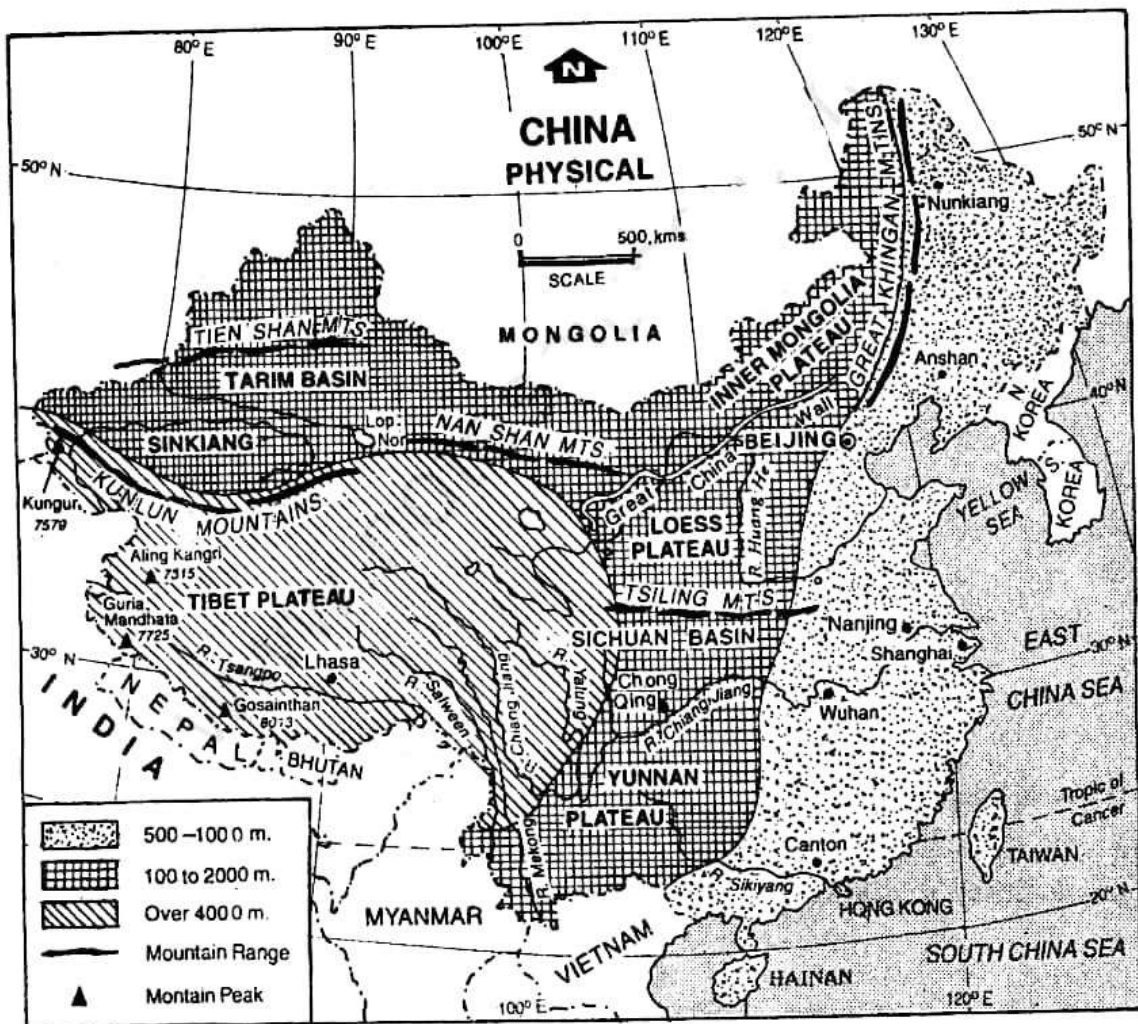 80° E
90° E
100° E
110° E
120° E
130° E
N
CHINA
PHYSICAL
50° N
50° N
0 500, kms
SCALE
MONGOLIA
GREAT KHINGAN MTNS
Nunkiang
INNER MONGOLIA
PLATEAU
TIEN SHAN MTS
TARIM BASIN
Anshan
N.
KOREA
40° N
Lop
Nor
NAN SHAN MTS.
Great China Wall
BEIJING
SINKIANG
S.
KOREA
Kungur
7579
KUNLUN MOUNTAINS
LOESS
PLATEAU
R. Huang He
YELLOW
SEA
Aling Kangri
7315
TIBET PLATEAU
TSILING MTS
Guria
Mandhata
7725
SICHUAN BASIN
Nanjing
Shanghai
EAST
CHINA SEA
30° N
30° N
R. Tsangpo
Lhasa
R. Salween
R. Chiang Jiang
R. Yalung
Chong
Qing
R. Chiang Jiang
Wuhan
Gosainthan
8013
NEPAL
INDIA
BHUTAN
YUNNAN
PLATEAU
Tropic of
Cancer
500–1000 m.
100 to 2000 m.
Over 4000 m.
Mountain Range
Montain Peak
R. Mekong
Canton
TAIWAN
R. Sikiyang
MYANMAR
HONG KONG
20° N
VIETNAM
SOUTH CHINA SEA
HAINAN
100° E
120° E